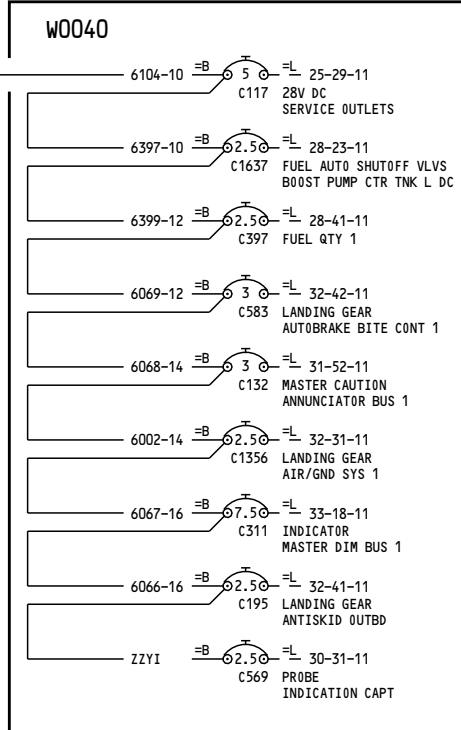 W0040
6104-10 =B 5 =L 25-29-11
C117 28V DC
SERVICE OUTLETS
6397-10 =B 2.5 =L 28-23-11
C1637 FUEL AUTO SHUTOFF VLVS
BOOST PUMP CTR TNK L DC
6399-12 =B 2.5 =L 28-41-11
C397 FUEL QTY 1
6069-12 =B 3 =L 32-42-11
C583 LANDING GEAR
AUTOBRAKE BITE CONT 1
6068-14 =B 3 =L 31-52-11
C132 MASTER CAUTION
ANNUNCIATOR BUS 1
6002-14 =B 2.5 =L 32-31-11
C1356 LANDING GEAR
AIR/GND SYS 1
6067-16 =B 7.5 =L 33-18-11
C311 INDICATOR
MASTER DIM BUS 1
6066-16 =B 2.5 =L 32-41-11
C195 LANDING GEAR
ANTISKID OUTBD
ZZYI =B 2.5 =L 30-31-11
C569 PROBE
INDICATION CAPT